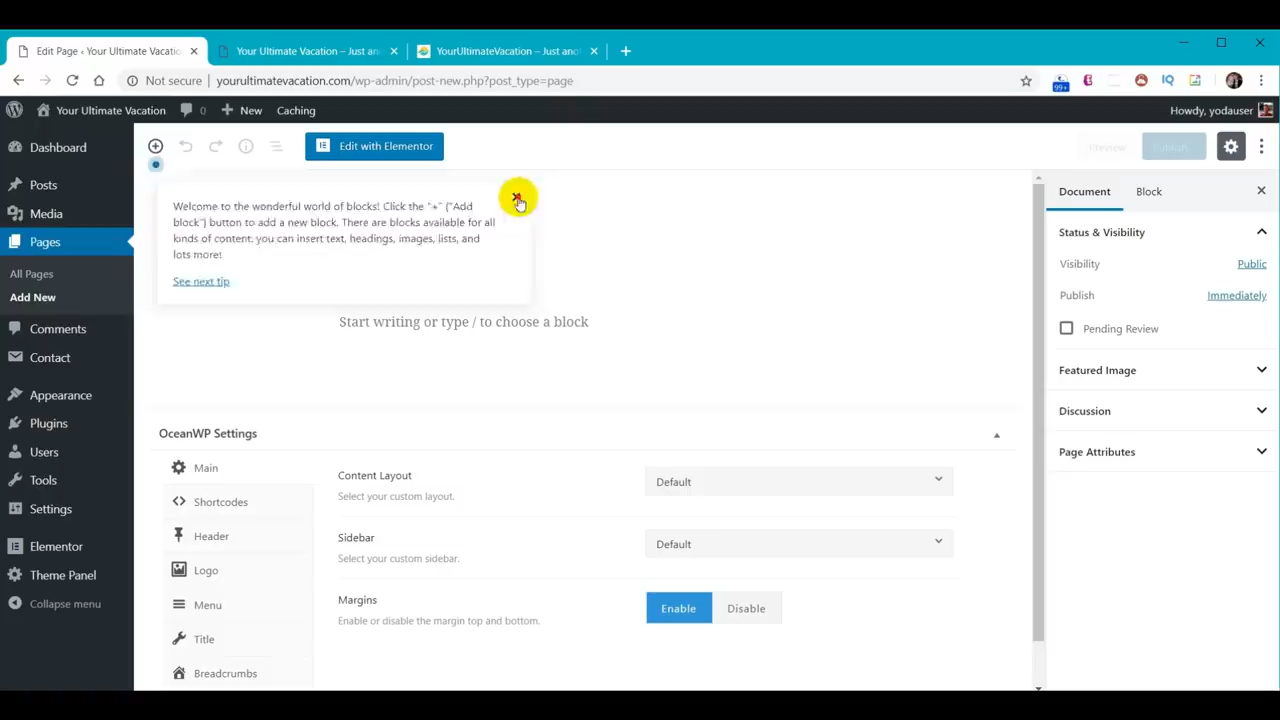 Edit Page ‹ Your Ultimate Vacatio
Your Ultimate Vacation – Just an
YourUltimateVacation – Just ano
Not secure
yourultimatevacation.com/wp-admin/post-new.php?post_type=page
99+
IQ
Your Ultimate Vacation
0
New
Caching
Howdy, yodauser
Dashboard
Posts
Media
Pages
All Pages
Add New
Comments
Contact
Appearance
Plugins
Users
Tools
Settings
Elementor
Theme Panel
Collapse menu
Edit with Elementor
Preview
Publish...
Welcome to the wonderful world of blocks! Click the "+" ("Add
block") button to add a new block. There are blocks available for all
kinds of content: you can insert text, headings, images, lists, and
lots more!
See next tip
Start writing or type / to choose a block
OceanWP Settings
Main
Shortcodes
Header
Logo
Menu
Title
Breadcrumbs
Content Layout
Select your custom layout.
Default
Sidebar
Select your custom sidebar.
Default
Margins
Enable or disable the margin top and bottom.
Enable
Disable
Document
Block
Status & Visibility
Visibility
Public
Publish
Immediately
Pending Review
Featured Image
Discussion
Page Attributes